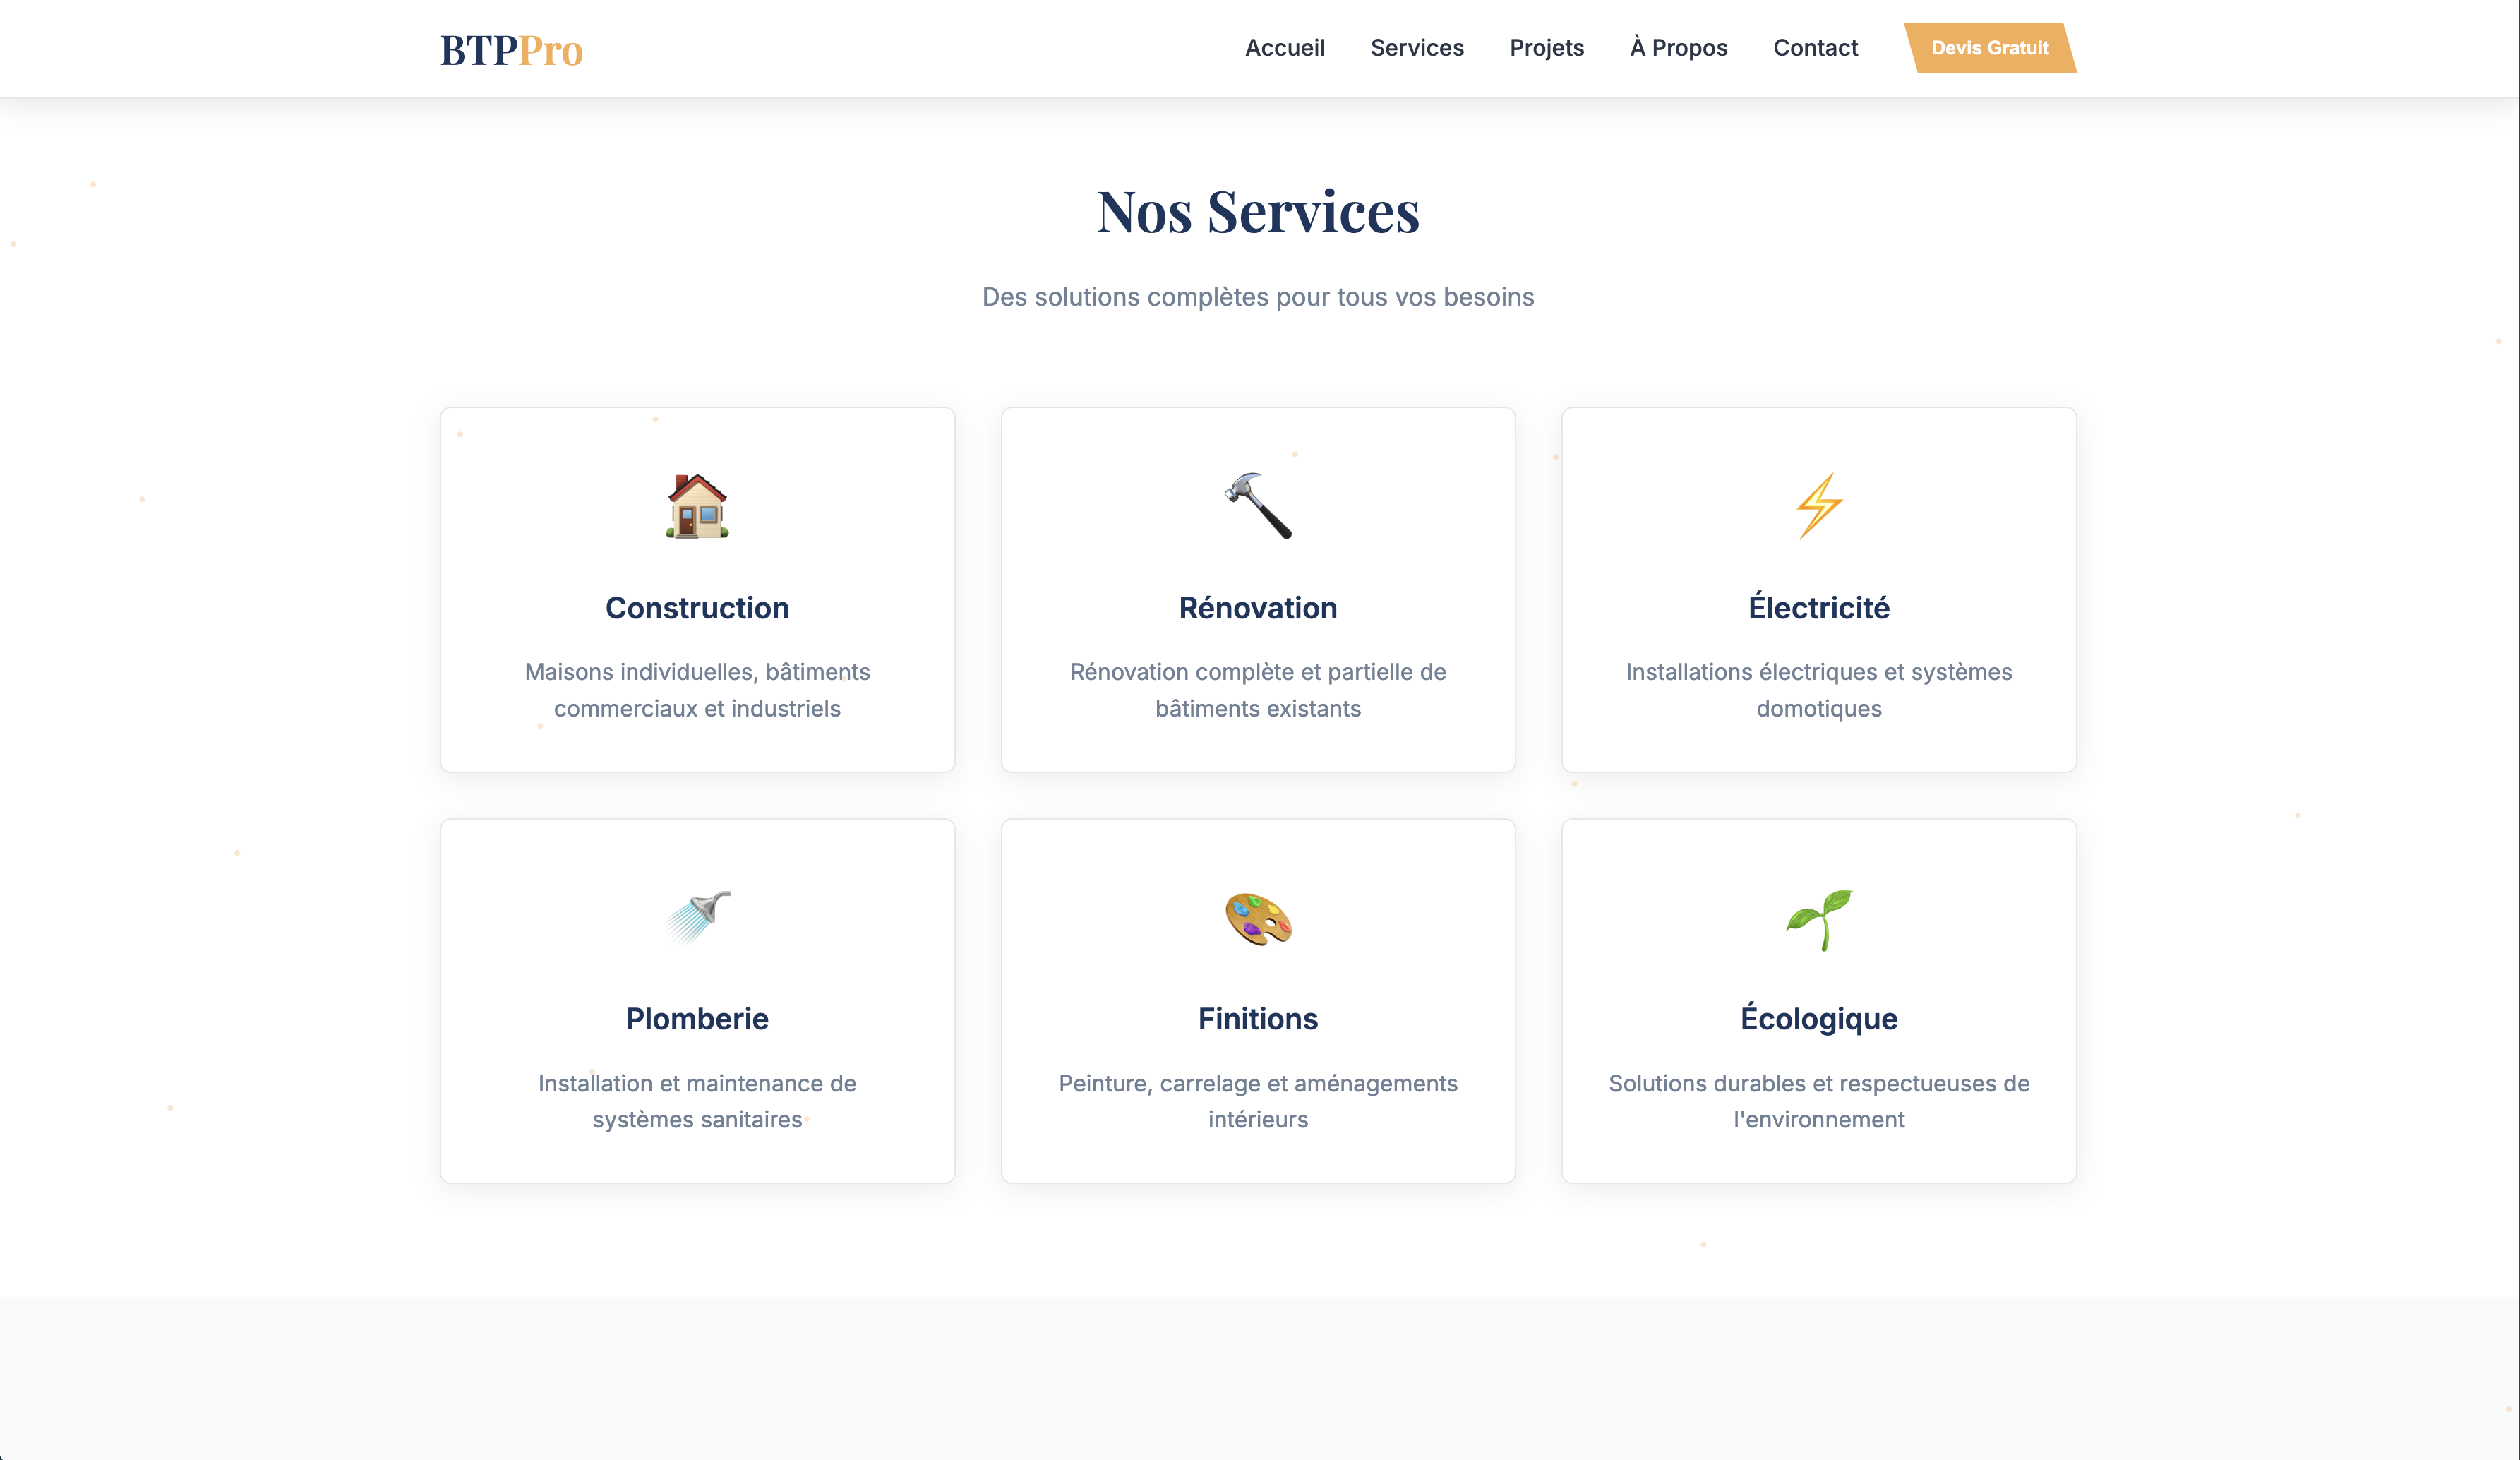 BTPPro
Accueil Services Projets À Propos Contact Devis Gratuit
Nos Services
Des solutions complètes pour tous vos besoins
Construction
Maisons individuelles, bâtiments
commerciaux et industriels
Rénovation
Rénovation complète et partielle de
bâtiments existants
Électricité
Installations électriques et systèmes
domotiques
Plomberie
Installation et maintenance de
systèmes sanitaires
Finitions
Peinture, carrelage et aménagements
intérieurs
Écologique
Solutions durables et respectueuses de
l'environnement